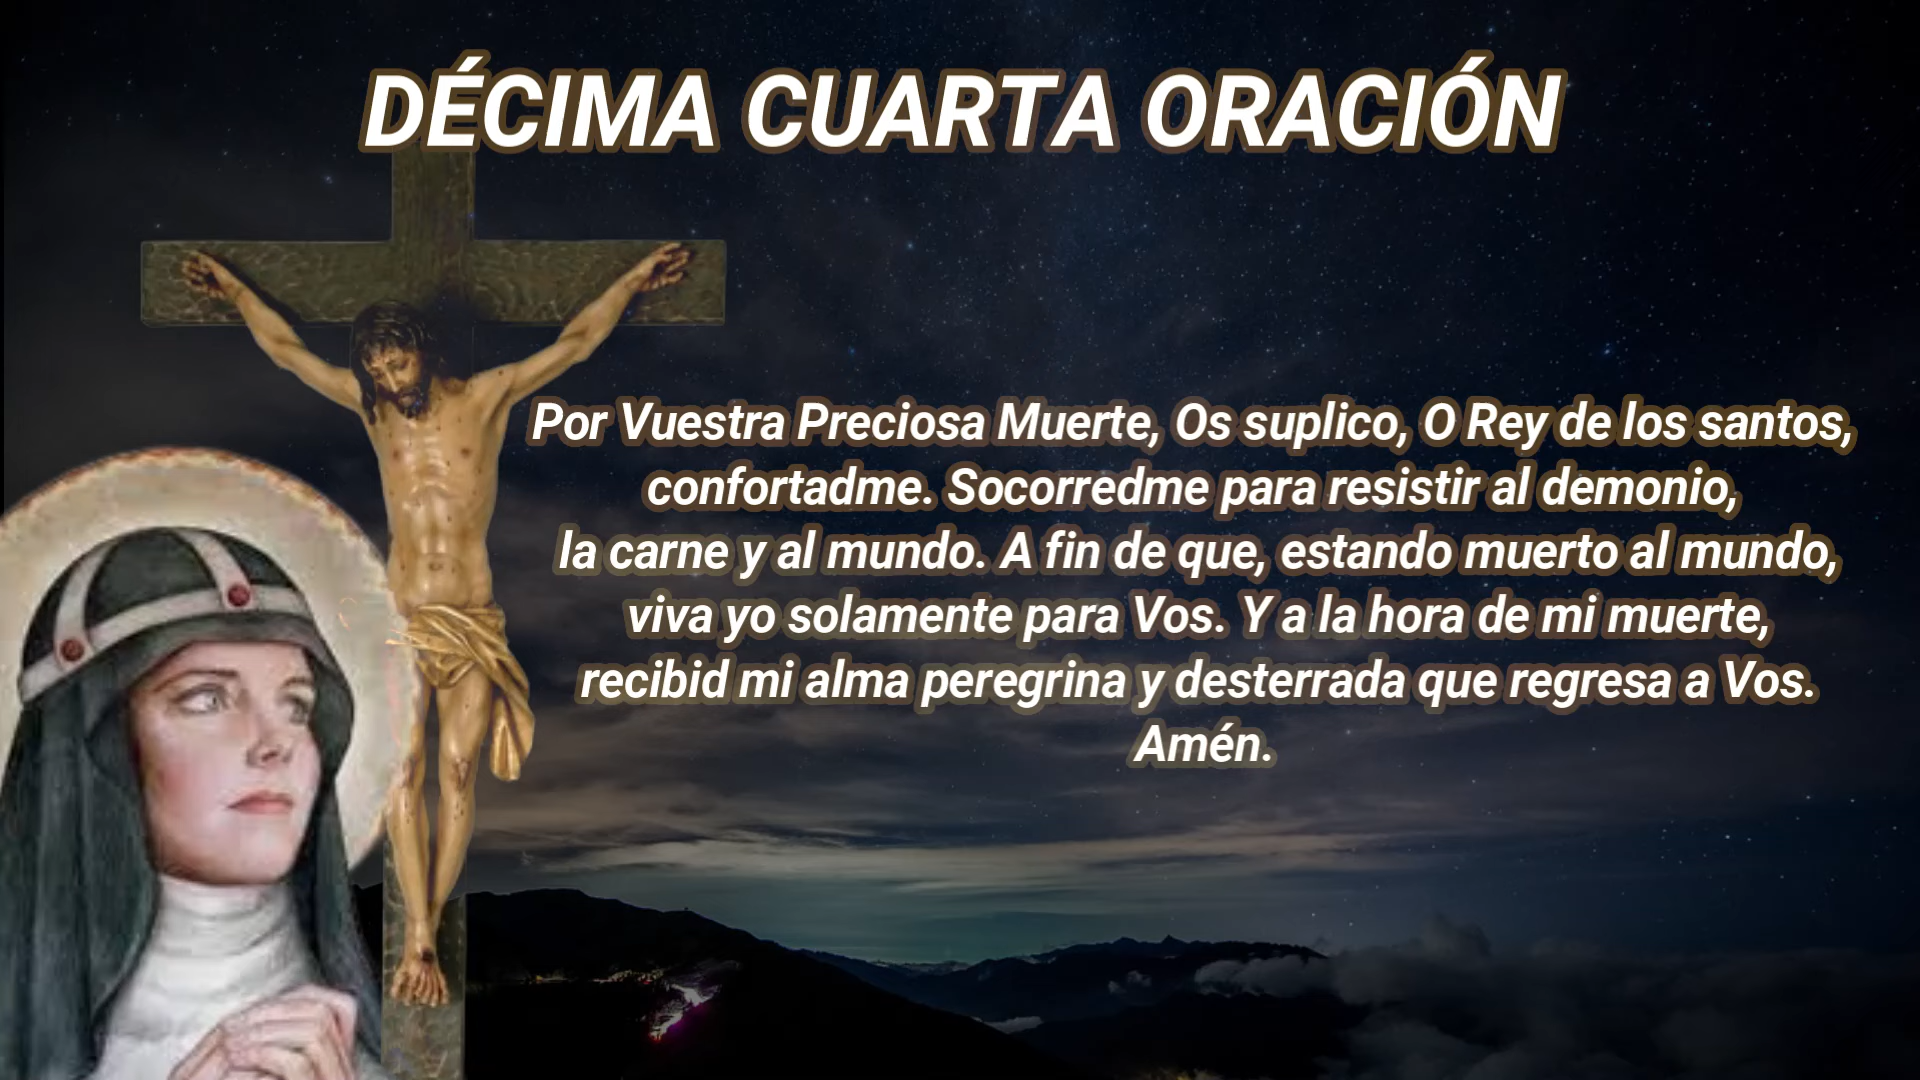 DÉCIMA CUARTA ORACIÓN
Por Vuestra Preciosa Muerte, Os suplico, O Rey de los santos,
confortadme. Socorredme para resistir al demonio,
la carne y al mundo. A fin de que, estando muerto al mundo,
viva yo solamente para Vos. Y a la hora de mi muerte,
recibid mi alma peregrina y desterrada que regresa a Vos.
Amén.